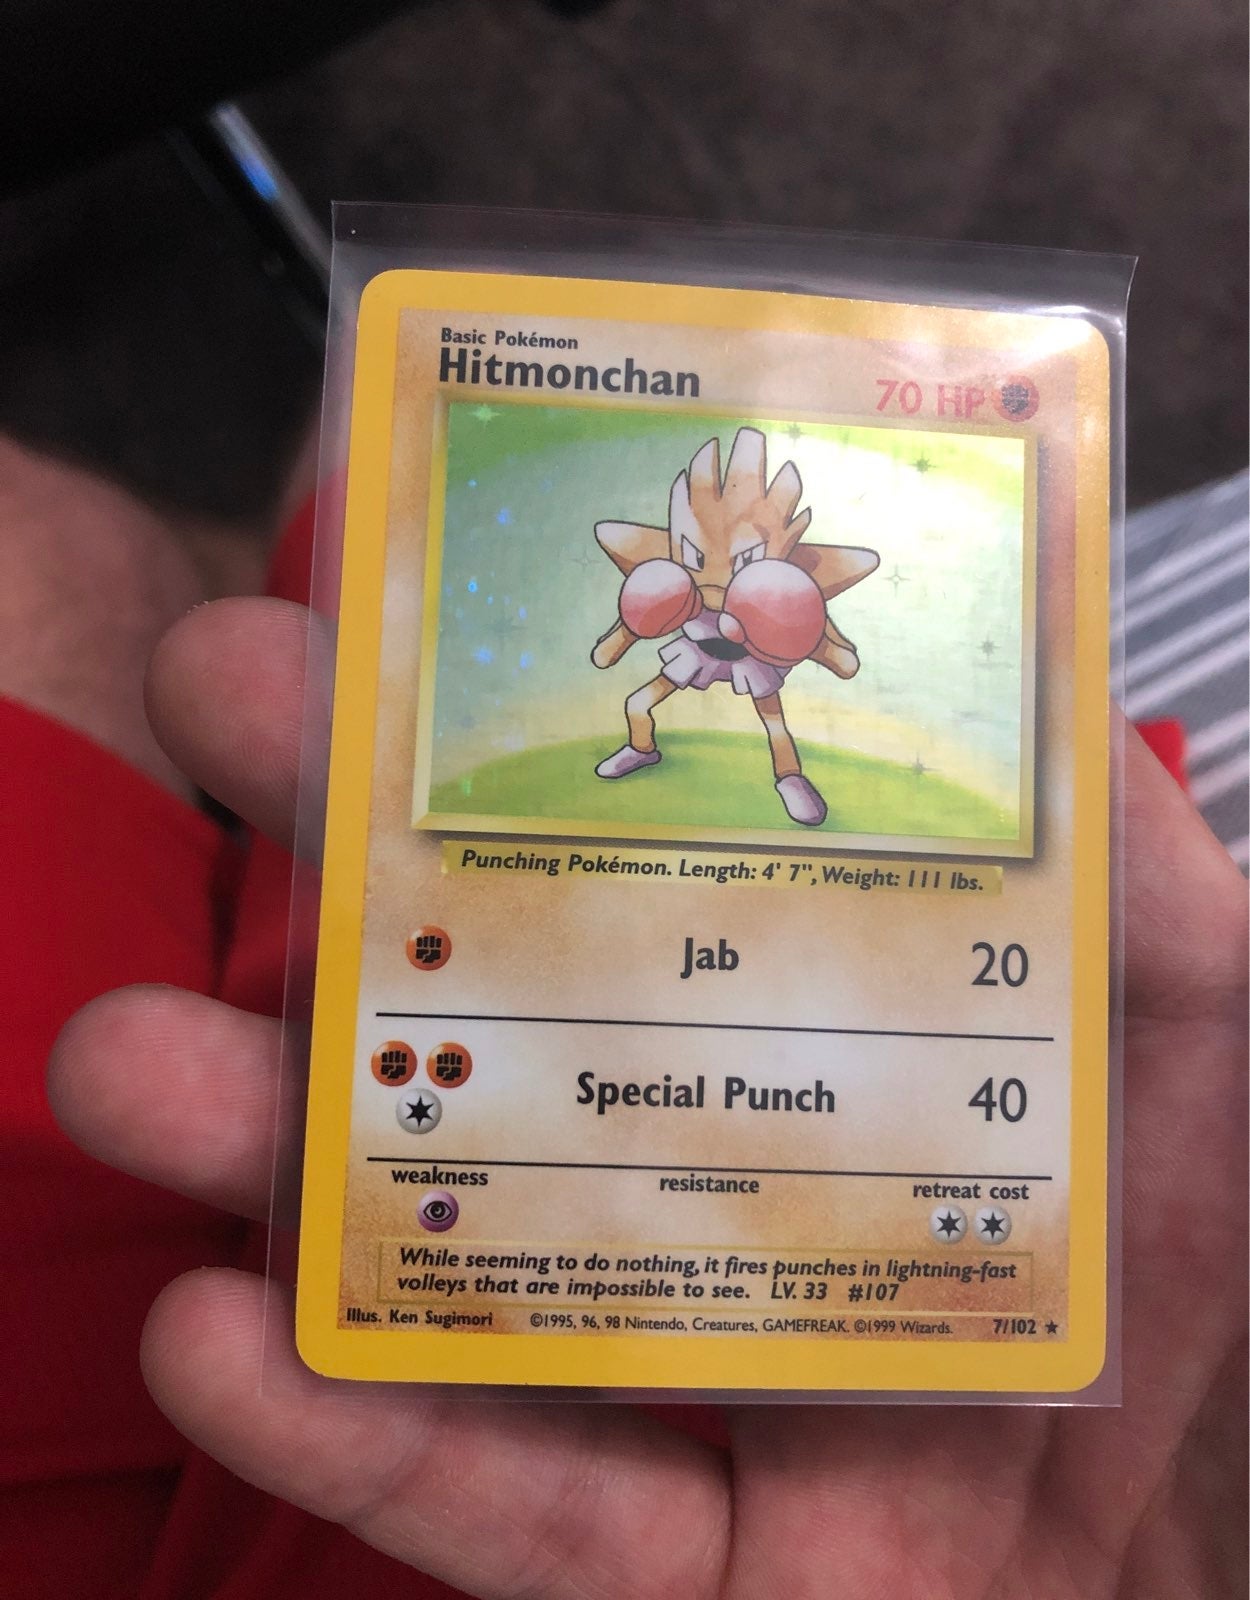 Basic Pokémon
Hitmonchan
70 HP
Punching Pokémon. Length: 4' 7", Weight: 111 lbs.
Jab 20
Special Punch 40
weakness resistance retreat cost
While seeming to do nothing, it fires punches in lightning-fast
volleys that are impossible to see. LV. 33 #107
Illus. Ken Sugimori ©1995, 96, 98 Nintendo, Creatures, GAMEFREAK. ©1999 Wizards. 7/102 ★